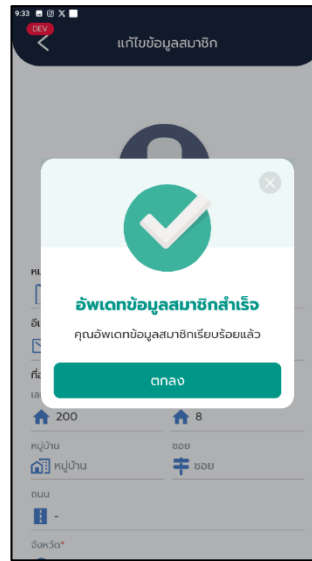 9:33
DEV
แก้ไขข้อมูลสมาชิก
อัพเดทข้อมูลสมาชิกสำเร็จ
คุณอัพเดทข้อมูลสมาชิกเรียบร้อยแล้ว
ตกลง
200 8
หมู่บ้าน ซอย
หมู่บ้าน ซอย
ถนน
-
จังหวัด*